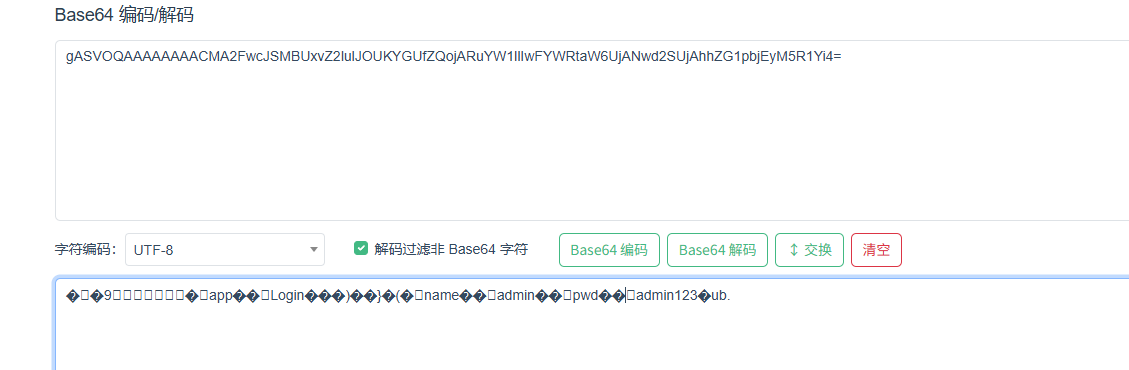 Base64 编码/解码
gASVOQAAAAAAAACMA2FwcJSMBUxvZ2lulJOUKYGUfZQojARuYW1llIwFYWRtaW6UjANwd2SUjAhhZG1pbjEyM5R1Yi4=
字符编码: UTF-8 解码过滤非 Base64 字符 Base64 编码 Base64 解码 ↕ 交换 清空
�𕔹�9�app��Login���)��}�(�name��admin��pwd��admin123�ub.